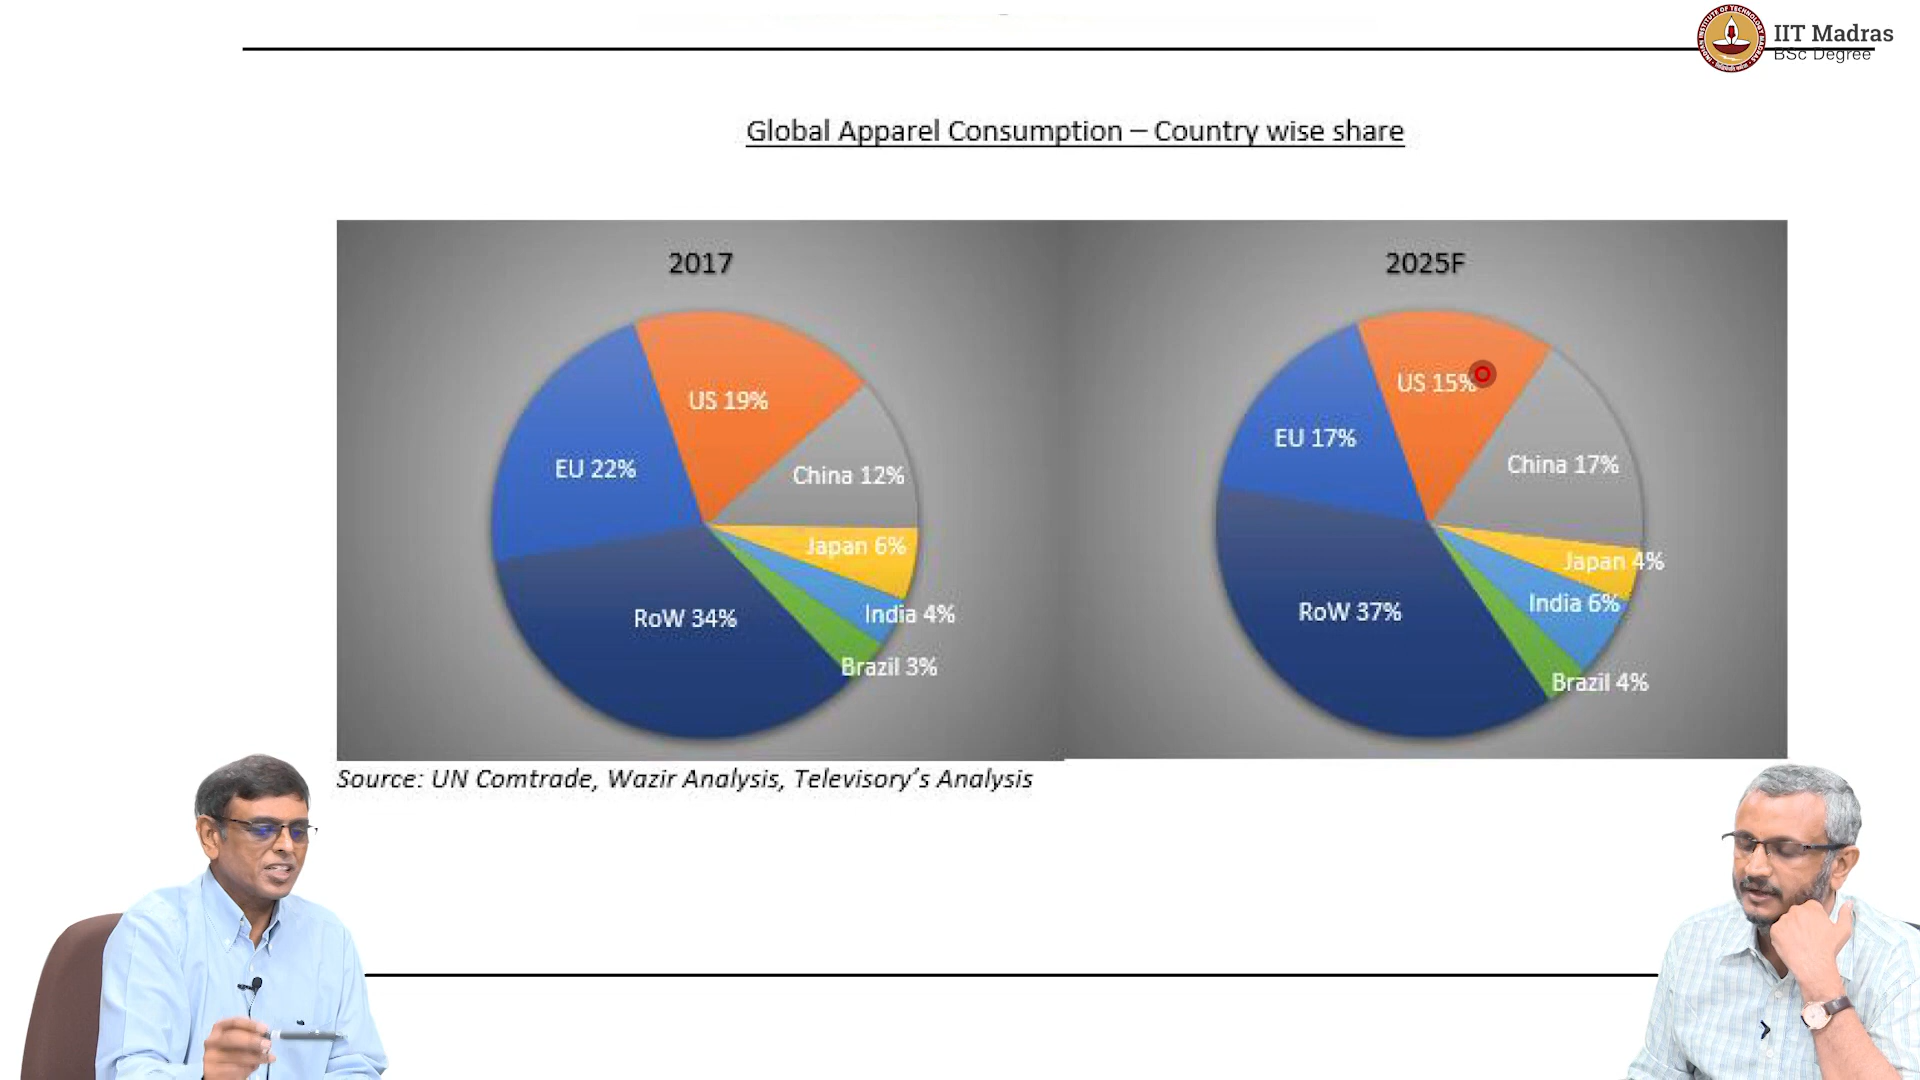 IIT Madras
BSc Degree
Global Apparel Consumption – Country wise share
2017
US 19%
EU 22%
China 12%
Japan 6%
India 4%
RoW 34%
Brazil 3%
2025F
US 15%
EU 17%
China 17%
Japan 4%
India 6%
RoW 37%
Brazil 4%
Source: UN Comtrade, Wazir Analysis, Televisory's Analysis